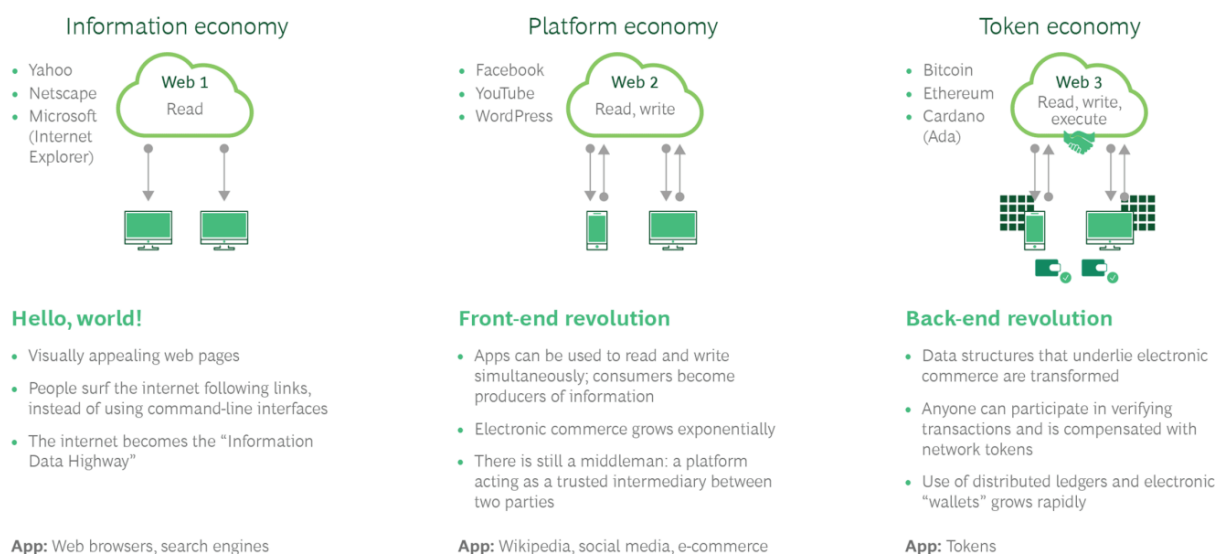 Information economy
• Yahoo
• Netscape
• Microsoft
(Internet
Explorer)
Web 1
Read
Hello, world!
• Visually appealing web pages
• People surf the internet following links,
instead of using command-line interfaces
• The internet becomes the “Information
Data Highway”
App: Web browsers, search engines
Platform economy
• Facebook
• YouTube
• WordPress
Web 2
Read, write
Front-end revolution
• Apps can be used to read and write
simultaneously; consumers become
producers of information
• Electronic commerce grows exponentially
• There is still a middleman: a platform
acting as a trusted intermediary between
two parties
App: Wikipedia, social media, e-commerce
Token economy
• Bitcoin
• Ethereum
• Cardano
(Ada)
Web 3
Read, write,
execute
Back-end revolution
• Data structures that underlie electronic
commerce are transformed
• Anyone can participate in verifying
transactions and is compensated with
network tokens
• Use of distributed ledgers and electronic
“wallets” grows rapidly
App: Tokens